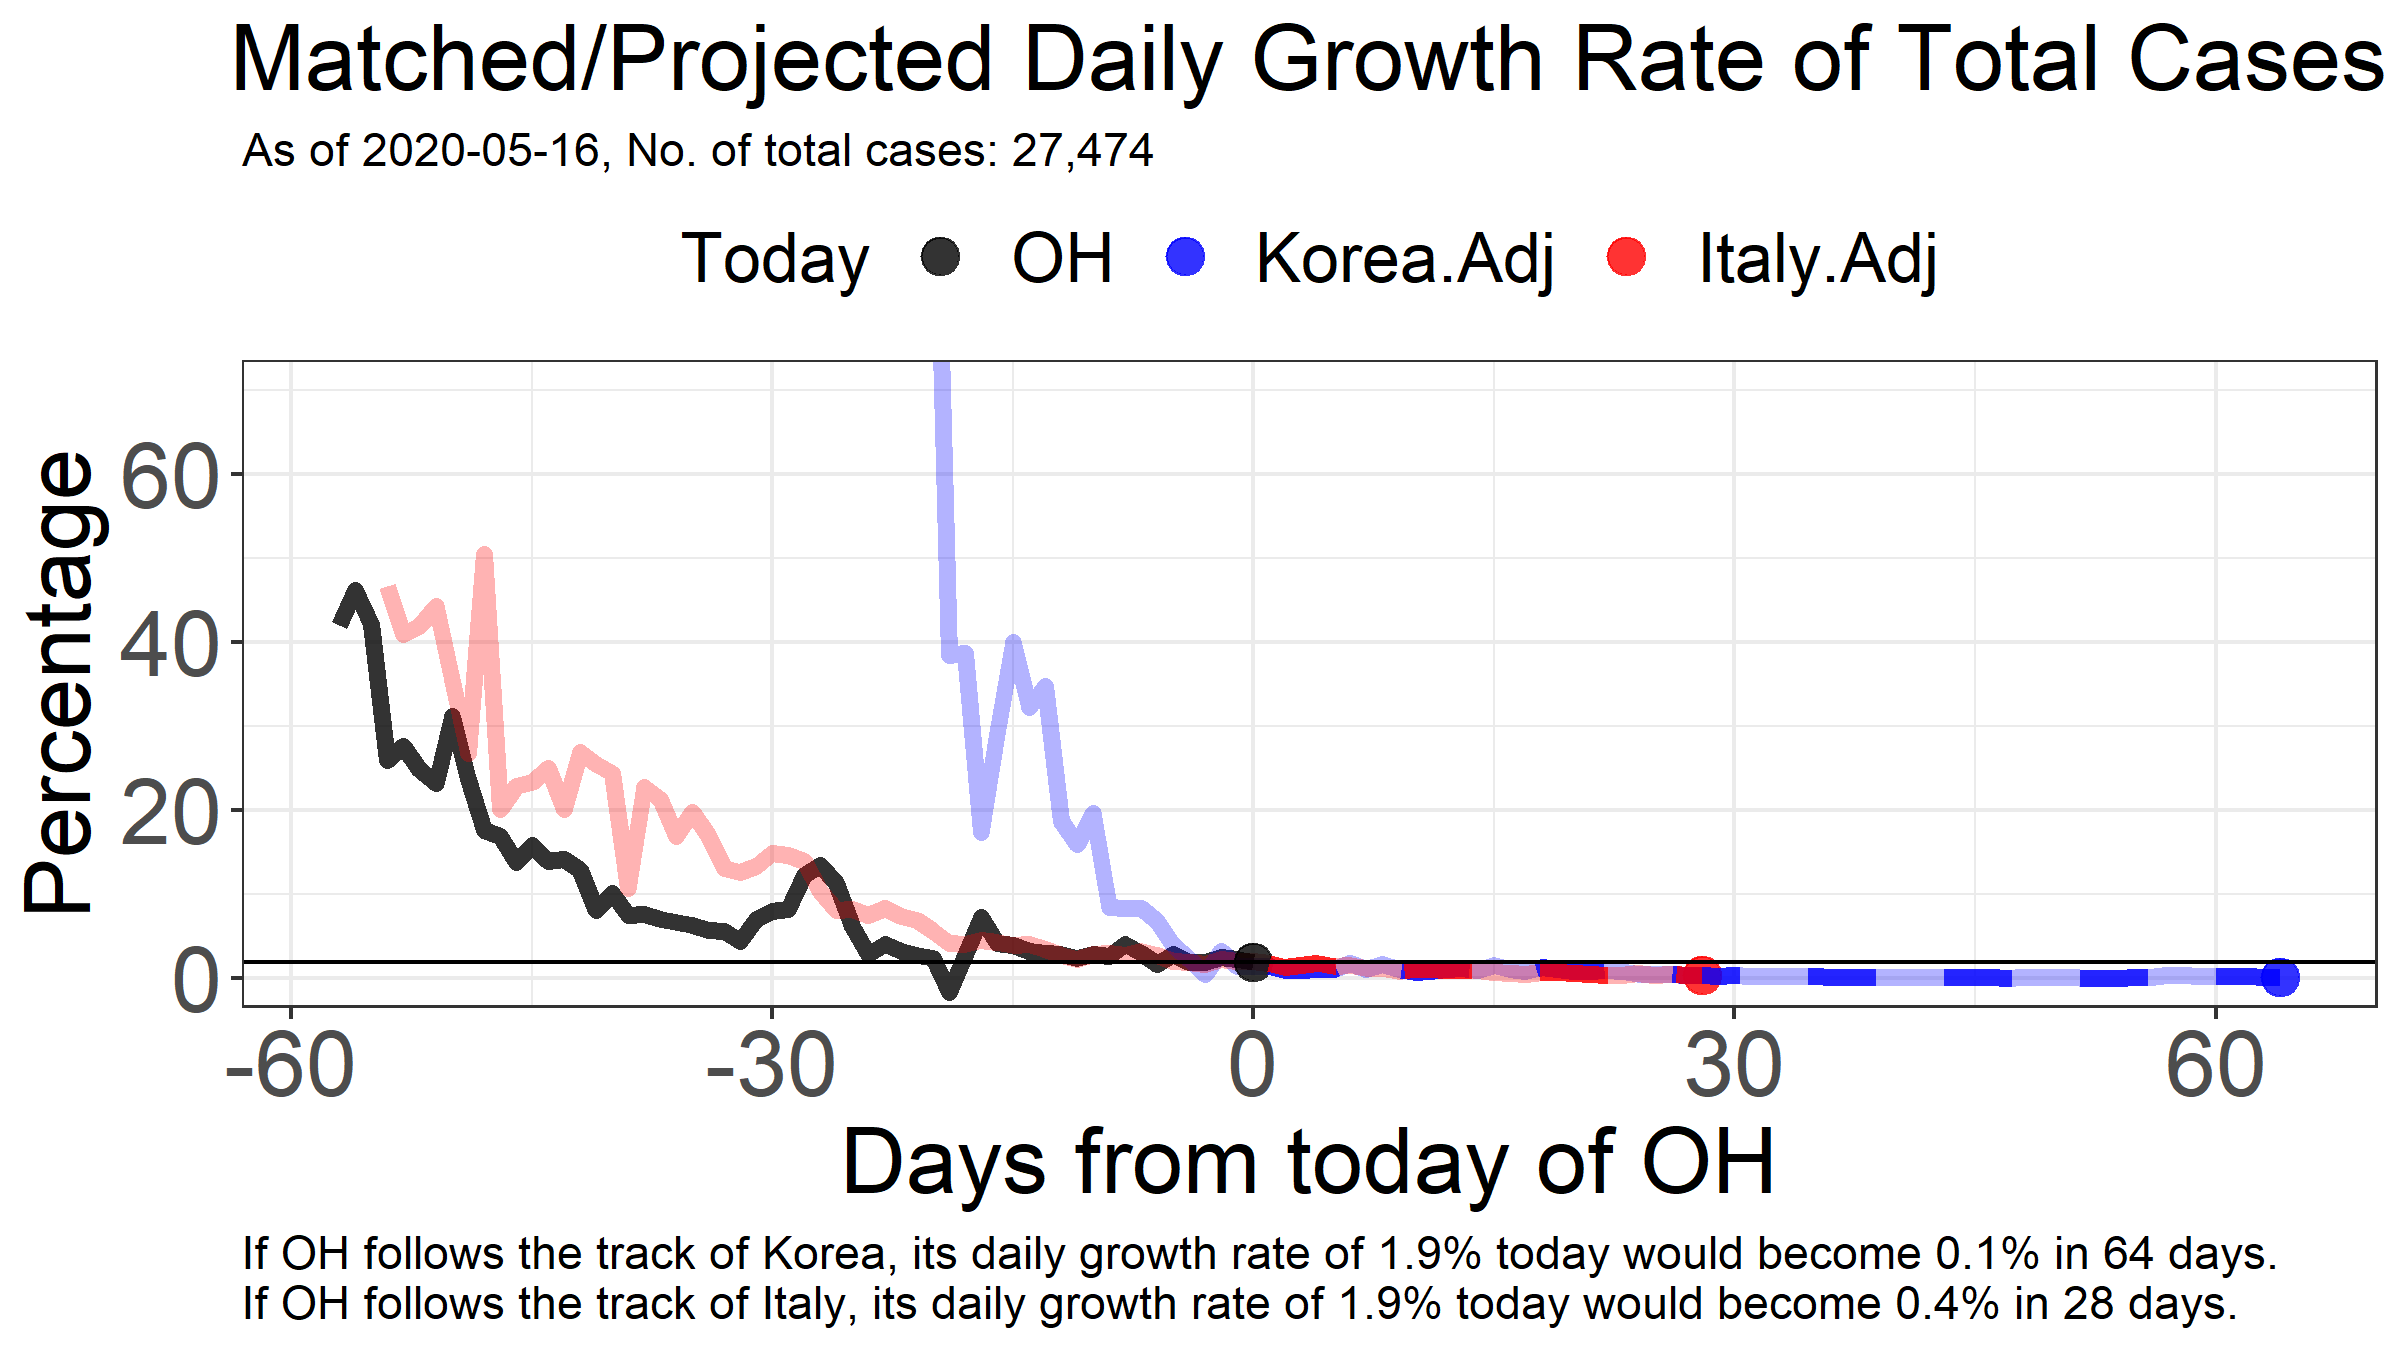 Matched/Projected Daily Growth Rate of Total Cases
As of 2020-05-16, No. of total cases: 27,474
Today OH Korea.Adj Italy.Adj
Percentage
60
40
20
0
-60 -30 0 30 60
Days from today of OH
If OH follows the track of Korea, its daily growth rate of 1.9% today would become 0.1% in 64 days.
If OH follows the track of Italy, its daily growth rate of 1.9% today would become 0.4% in 28 days.